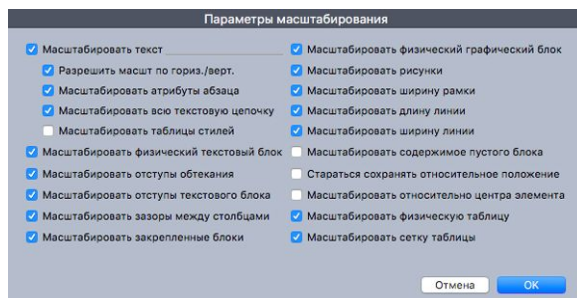 Параметры масштабирования
Масштабировать текст
Разрешить масшт по гориз./верт.
Масштабировать атрибуты абзаца
Масштабировать всю текстовую цепочку
Масштабировать таблицы стилей
Масштабировать физический текстовый блок
Масштабировать отступы обтекания
Масштабировать отступы текстового блока
Масштабировать зазоры между столбцами
Масштабировать закрепленные блоки
Масштабировать физический графический блок
Масштабировать рисунки
Масштабировать ширину рамки
Масштабировать длину линии
Масштабировать ширину линии
Масштабировать содержимое пустого блока
Стараться сохранять относительное положение
Масштабировать относительно центра элемента
Масштабировать физическую таблицу
Масштабировать сетку таблицы
Отмена
OK